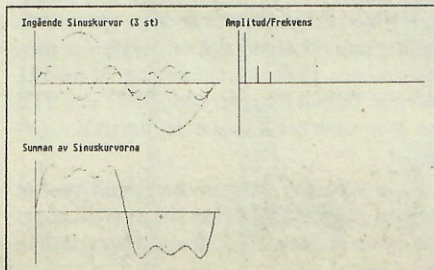 Ingående Sinuskurvor (3 st)
Amplitud/Frekvens
Summan av Sinuskurvorna